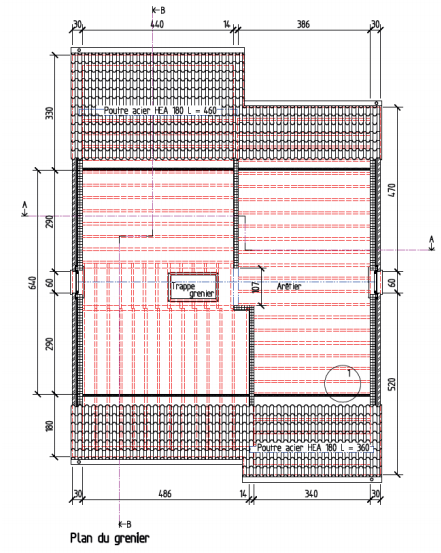 B
30 440 14 386 30
Poutre acier HEA 180 L = 460
330
470
A
290
A
640
60
Trappe
grenier
107
Arêtier
60
290
520
1
180
Poutre acier HEA 180 L = 360
30 486 14 340 30
B
Plan du grenier